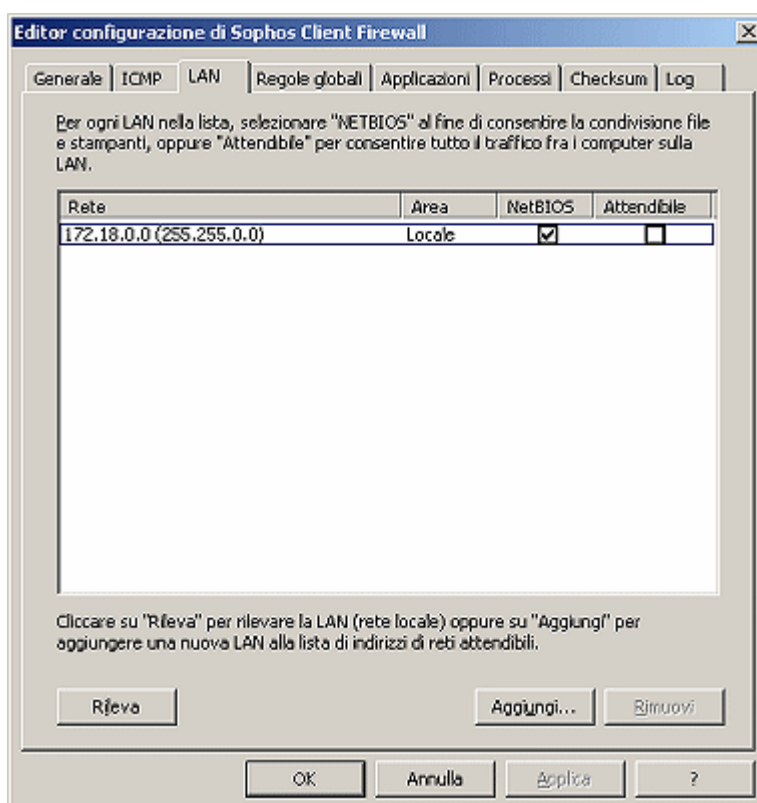 Editor configurazione di Sophos Client Firewall
Generale ICMP LAN Regole globali Applicazioni Processi Checksum Log
Per ogni LAN nella lista, selezionare "NETBIOS" al fine di consentire la condivisione file
e stampanti, oppure "Attendibile" per consentire tutto il traffico fra i computer sulla
LAN.
Rete Area NetBIOS Attendibile
172.18.0.0 (255.255.0.0) Locale
Cliccare su "Rileva" per rilevare la LAN (rete locale) oppure su "Aggiungi" per
aggiungere una nuova LAN alla lista di indirizzi di reti attendibili.
Rileva Aggiungi... Rimuovi
OK Annulla Applica ?